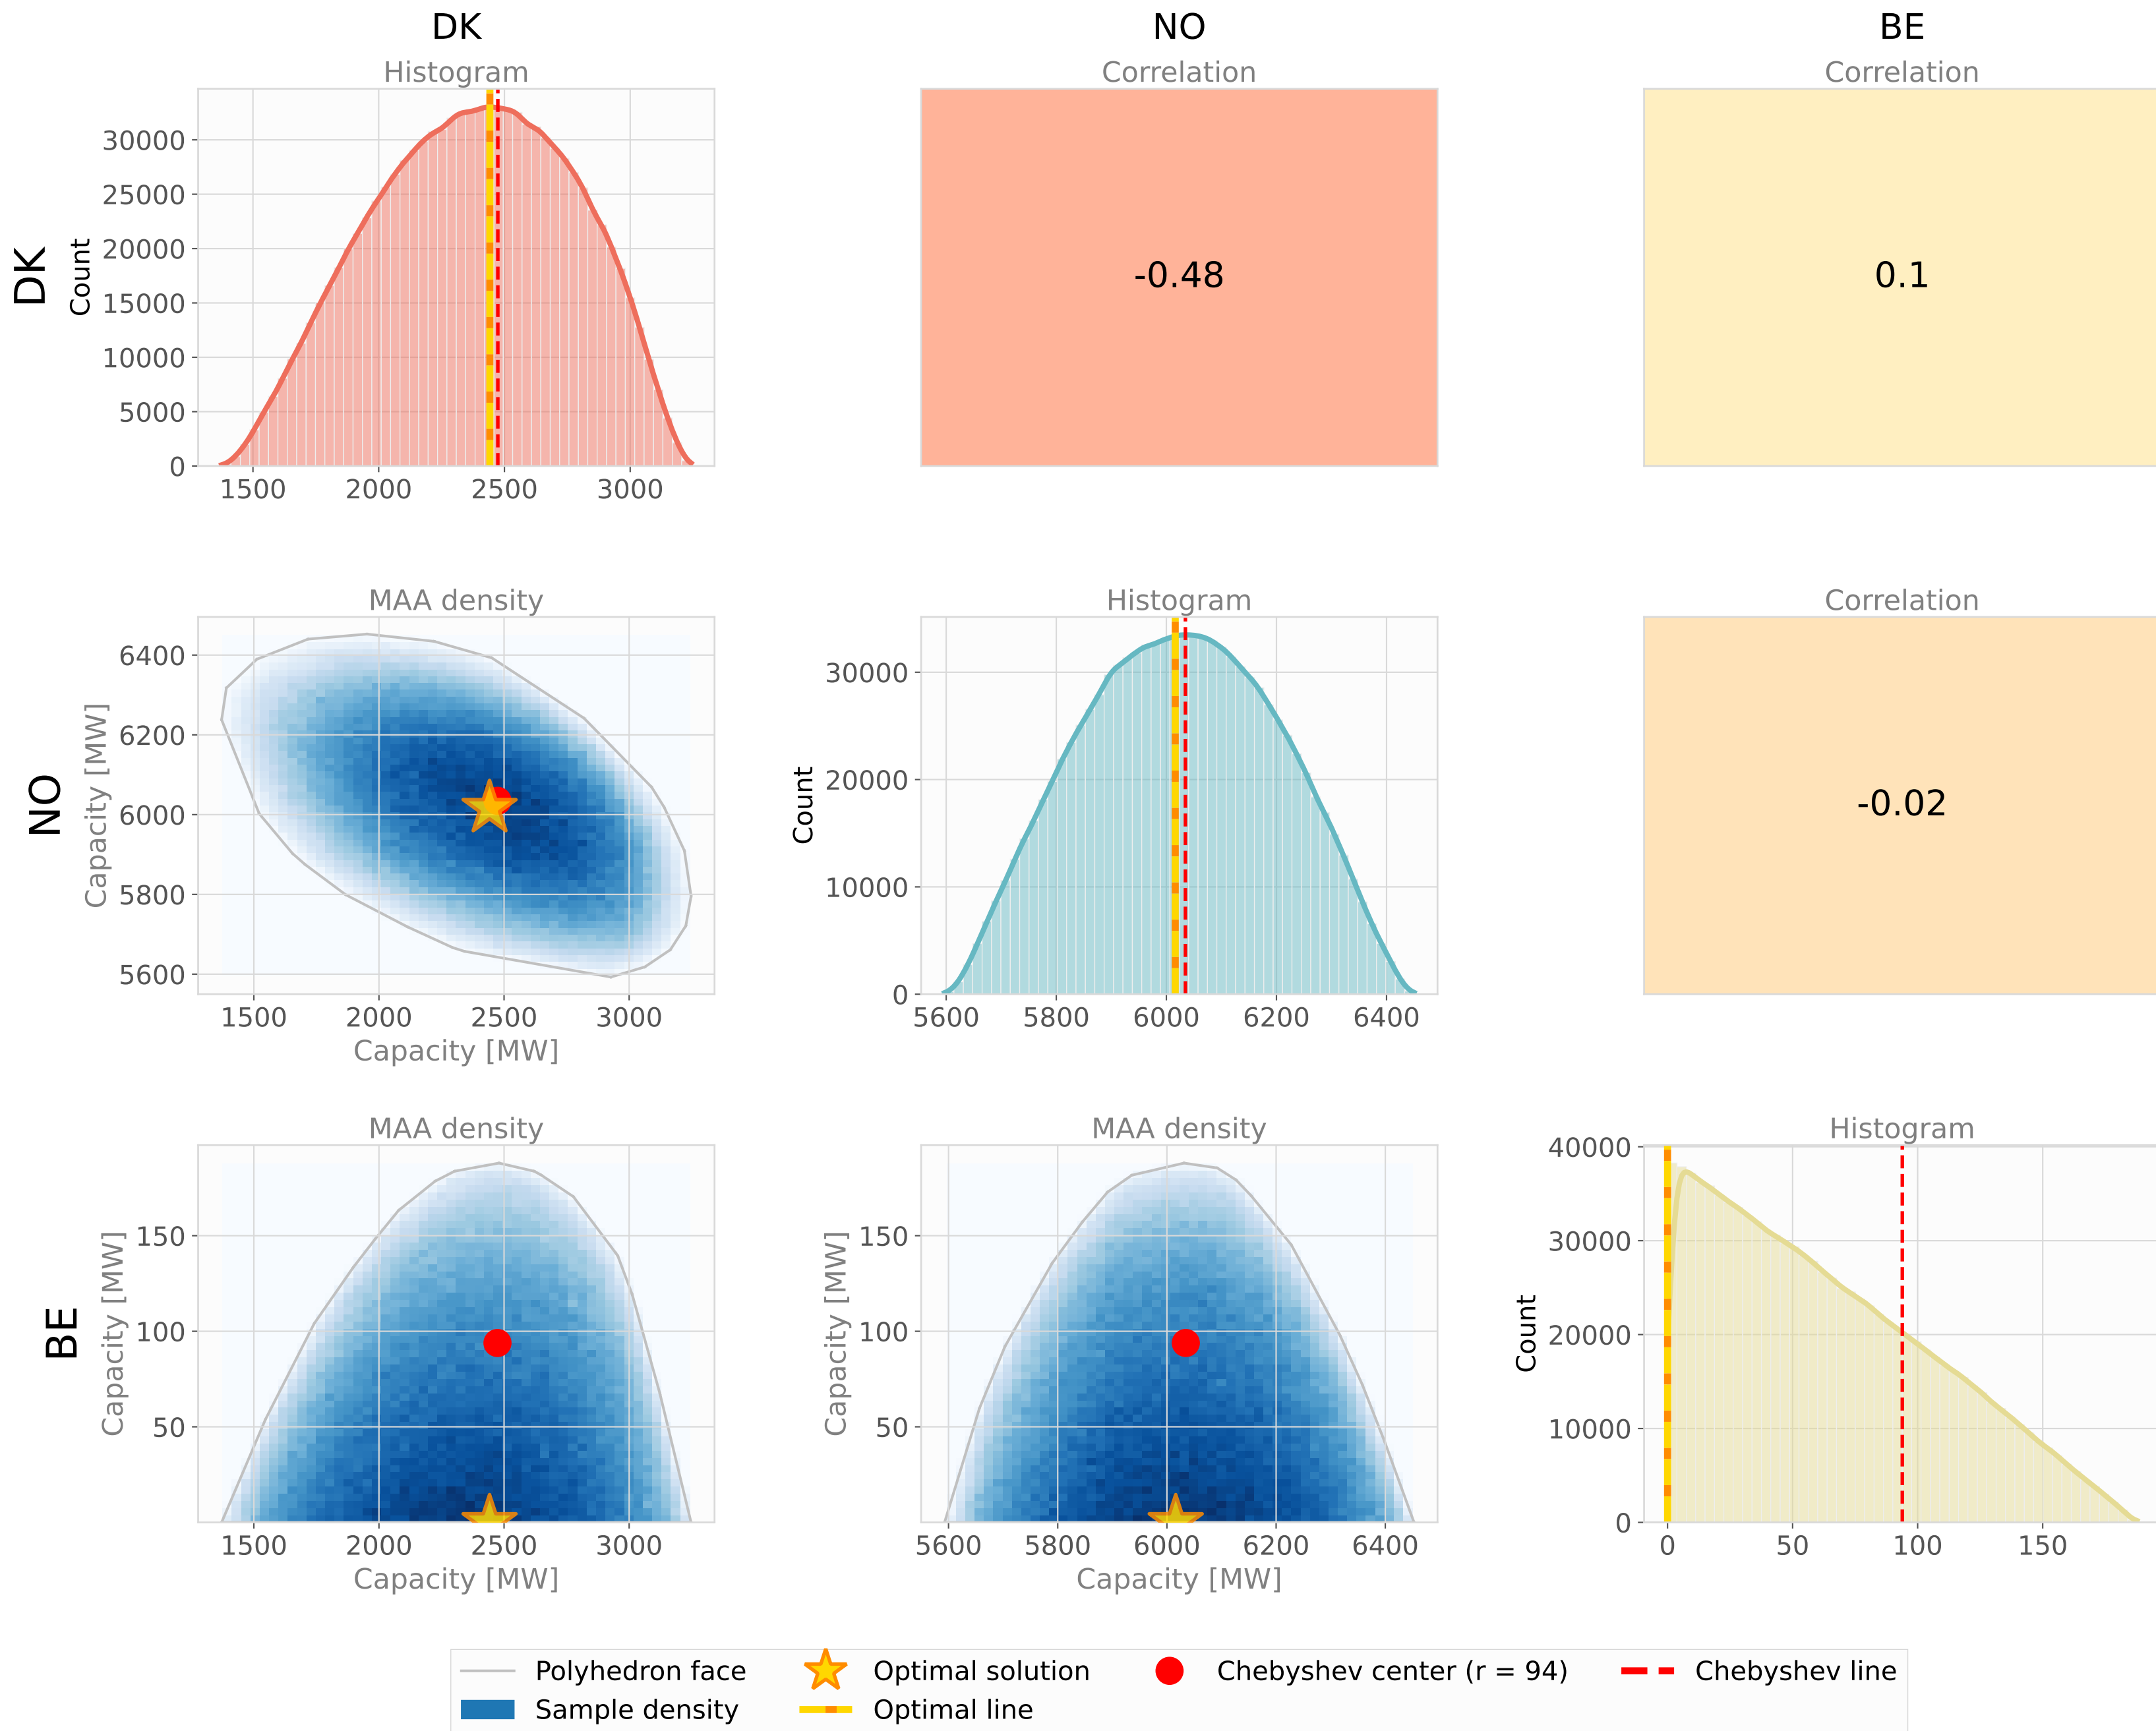 DK
NO
BE
Histogram
Correlation
Correlation
DK
Count
30000
25000
20000
15000
10000
5000
0
1500 2000 2500 3000
-0.48
0.1
MAA density
Histogram
Correlation
NO
Capacity [MW]
6400
6200
6000
5800
5600
1500 2000 2500 3000
Capacity [MW]
Count
30000
20000
10000
0
5600 5800 6000 6200 6400
-0.02
MAA density
MAA density
Histogram
BE
Capacity [MW]
150
100
50
1500 2000 2500 3000
Capacity [MW]
Capacity [MW]
150
100
50
5600 5800 6000 6200 6400
Capacity [MW]
Count
40000
30000
20000
10000
0
0 50 100 150
Polyhedron face
Optimal solution
Chebyshev center (r = 94)
Chebyshev line
Sample density
Optimal line